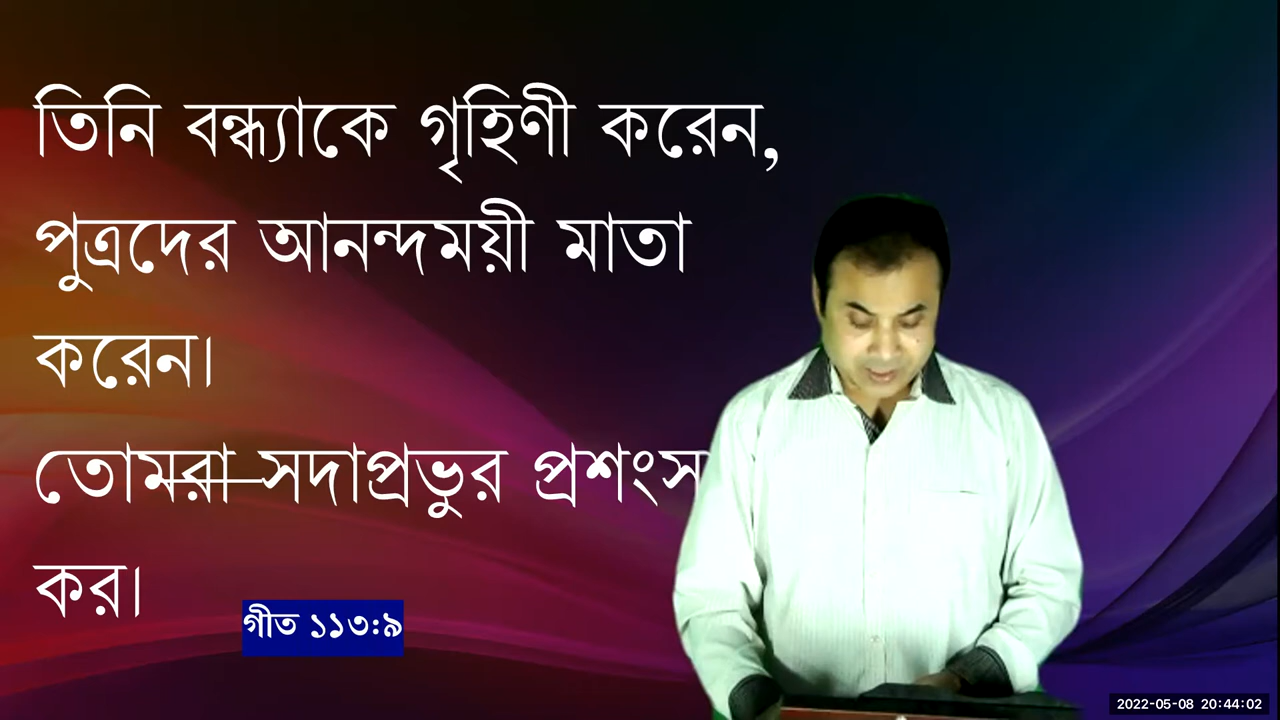 তিনি বন্ধ্যাকে গৃহিণী করেন,
পুত্রদের আনন্দময়ী মাতা
করেন।
তোমরা সদাপ্রভুর প্রশংস
কর।
গীত ১১৩:৯
2022-05-08 20:44:02